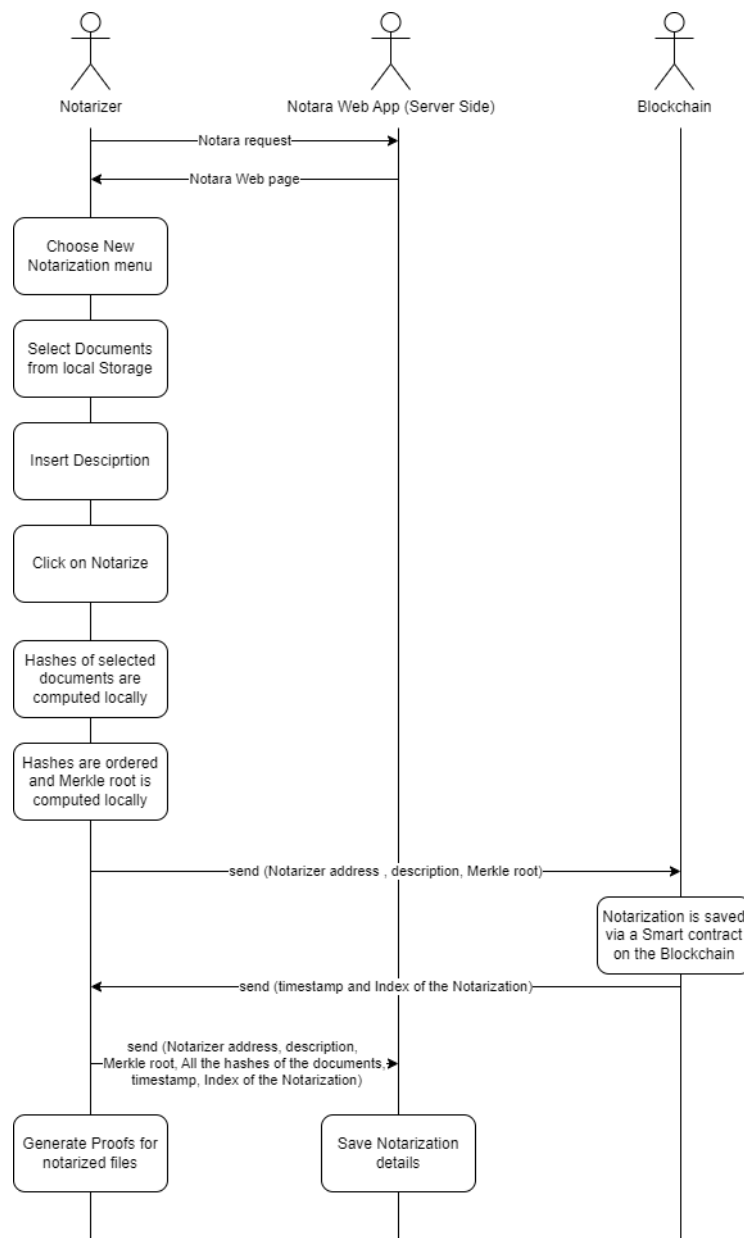 Notarizer
Notara Web App (Server Side)
Blockchain
Notara request
Notara Web page
Choose New
Notarization menu
Select Documents
from local Storage
Insert Desciprtion
Click on Notarize
Hashes of selected
documents are
computed locally
Hashes are ordered
and Merkle root is
computed locally
send (Notarizer address , description, Merkle root)
Notarization is saved
via a Smart contract
on the Blockchain
send (timestamp and Index of the Notarization)
send (Notarizer address, description,
Merkle root, All the hashes of the documents,
timestamp, Index of the Notarization)
Generate Proofs for
notarized files
Save Notarization
details